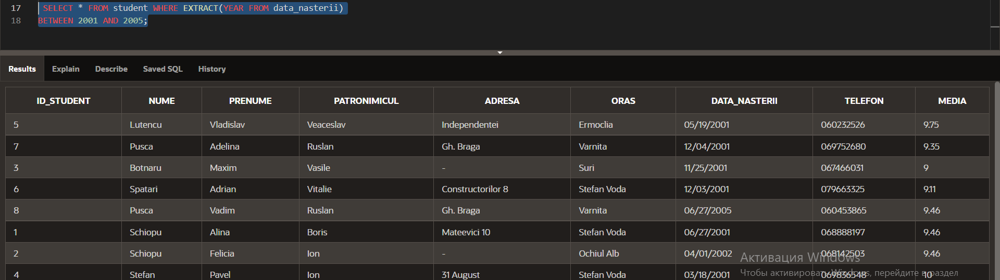 17 SELECT * FROM student WHERE EXTRACT(YEAR FROM data_nasterii)
18 BETWEEN 2001 AND 2005;
Results Explain Describe Saved SQL History
ID_STUDENT NUME PRENUME PATRONIMICUL ADRESA ORAS DATA_NASTERII TELEFON MEDIA
5 Lutencu Vladislav Veaceslav Independentei Ermoclia 05/19/2001 060232526 9.75
7 Pusca Adelina Ruslan Gh. Braga Varnita 12/04/2001 069752680 9.35
3 Botnaru Maxim Vasile - Suri 11/25/2001 067466031 9
6 Spatari Adrian Vitalie Constructorilor 8 Stefan Voda 12/03/2001 079663325 9.11
8 Pusca Vadim Ruslan Gh. Braga Varnita 06/27/2005 060453865 9.46
1 Schiopu Alina Boris Mateevici 10 Stefan Voda 06/27/2001 068888197 9.46
2 Schiopu Felicia Ion - Ochiul Alb 04/01/2002 068142503 9.46
Активация Windows
4 Stefan Pavel Ion 31 August Stefan Voda 03/18/2001 069836548 10
Чтобы активировать Windows, перейдите в раздел